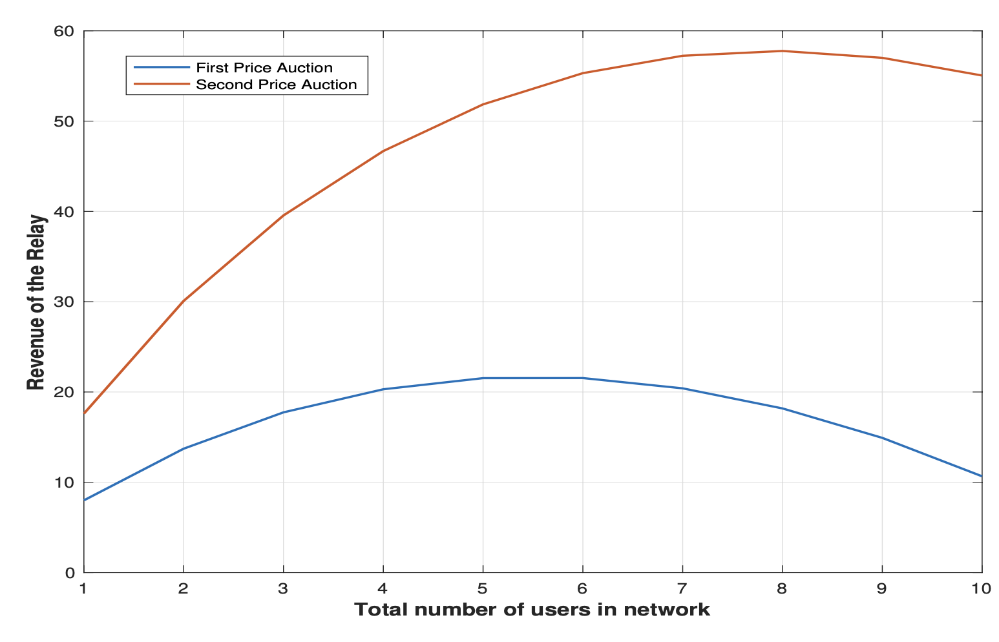 First Price Auction
Second Price Auction
Revenue of the Relay
60
50
40
30
20
10
0
1 2 3 4 5 6 7 8 9 10
Total number of users in network